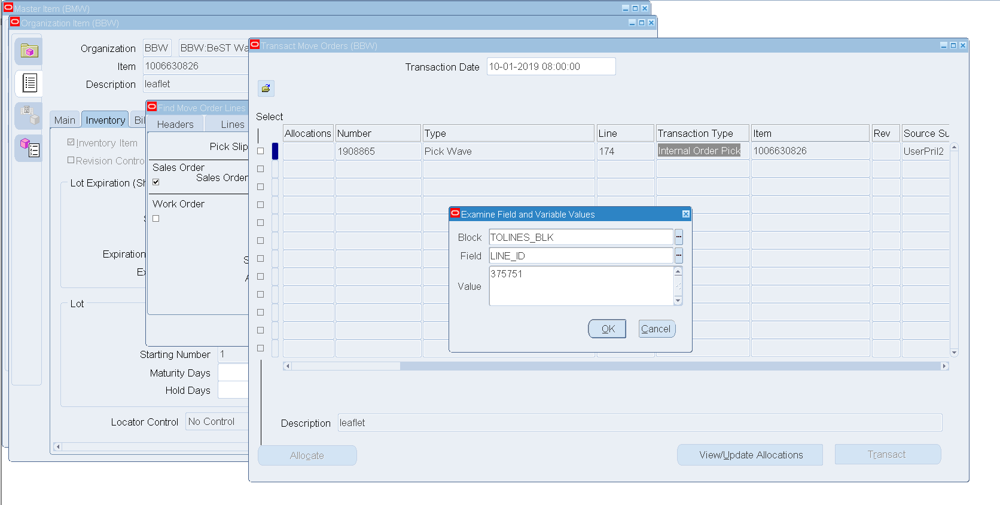 Master Item (BMW)
Organization Item (BBW)
Organization BBW BBW:BeST Wa
Item 1006630826
Description leaflet
Main Inventory Bil
Inventory Item
Revision Contro
Lot Expiration (Sh
Expiration
Ex
Lot
Starting Number 1
Maturity Days
Hold Days
Locator Control No Control
Find Move Order Lines
Headers Lines
Pick Slip
Sales Order
Sales Order
Work Order
Transact Move Orders (BBW)
Transaction Date 10-01-2019 08:00:00
Select
Allocations Number Type Line Transaction Type Item Rev Source Su
1908865 Pick Wave 174 Internal Order Pick 1006630826 UserPril2
Examine Field and Variable Values
Block TOLINES_BLK
Field LINE_ID
Value 375751
OK Cancel
Description leaflet
Allocate View/Update Allocations Transact